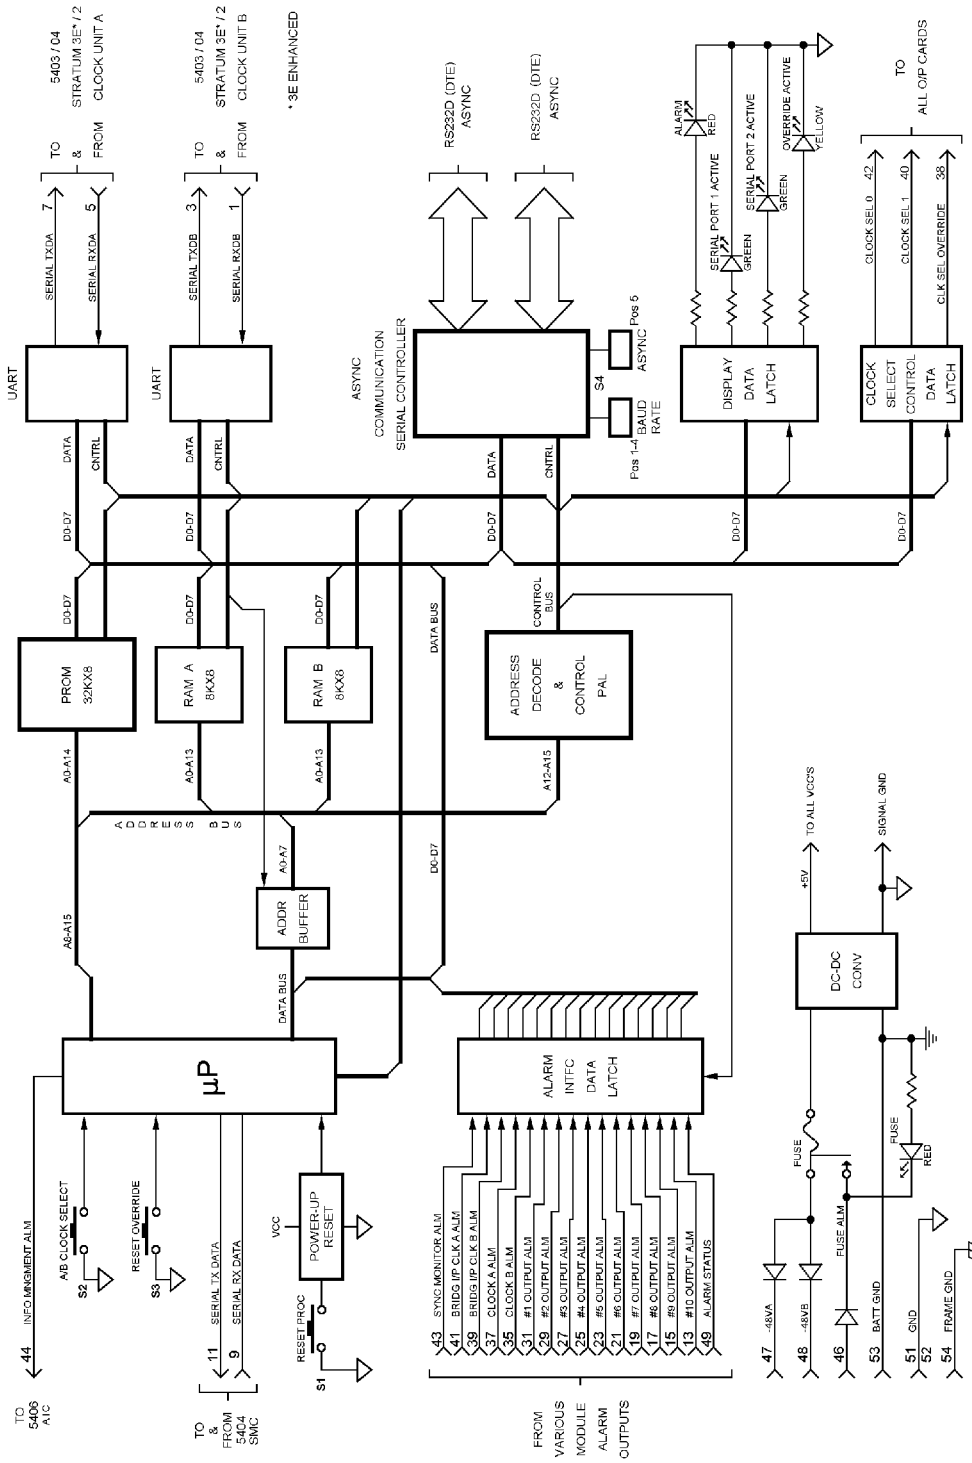 TO
5406
AIC
44
INFO MNGMENT ALM
TO
&
FROM
5404
SMC
11
9
SERIAL TX DATA
SERIAL RX DATA
A/B CLOCK SELECT
S2
RESET OVERRIDE
S3
RESET PROC
S1
VCC
POWER-UP
RESET
µP
A8-A15
DATA BUS
ADDR
BUFFER
A0-A7
ADDRESS BUS
A0-A14
A0-A13
A0-A13
A12-A15
PROM
32KX8
RAM A
8KX8
RAM B
8KX8
ADDRESS
DECODE
&
CONTROL
PAL
D0-D7
D0-D7
D0-D7
DATA BUS
D0-D7
CONTROL
BUS
D0-D7
D0-D7
D0-D7
D0-D7
D0-D7
DATA
CNTRL
DATA
CNTRL
DATA
CNTRL
UART
UART
SERIAL TXDA
SERIAL RXDA
7
5
TO
&
FROM
5403 / 04
STRATUM 3E* / 2
CLOCK UNIT A
SERIAL TXDB
SERIAL RXDB
3
1
TO
&
FROM
5403 / 04
STRATUM 3E* / 2
CLOCK UNIT B
* 3E ENHANCED
ASYNC
COMMUNICATION
SERIAL CONTROLLER
RS232D (DTE)
ASYNC
RS232D (DTE)
ASYNC
S4
Pos 1-4
BAUD
RATE
ASYNC
Pos 5
DISPLAY
DATA
LATCH
ALARM
RED
SERIAL PORT 1 ACTIVE
GREEN
SERIAL PORT 2 ACTIVE
GREEN
OVERRIDE ACTIVE
YELLOW
CLOCK
SELECT
CONTROL
DATA
LATCH
CLOCK SEL 0
42
CLOCK SEL 1
40
CLK SEL OVERRIDE
38
TO
ALL O/P CARDS
FROM
VARIOUS
MODULE
ALARM
OUTPUTS
43 SYNC MONITOR ALM
41 BRIDG I/P CLK A ALM
39 BRIDG I/P CLK B ALM
37 CLOCK A ALM
35 CLOCK B ALM
31 #1 OUTPUT ALM
29 #2 OUTPUT ALM
27 #3 OUTPUT ALM
25 #4 OUTPUT ALM
23 #5 OUTPUT ALM
21 #6 OUTPUT ALM
19 #7 OUTPUT ALM
17 #8 OUTPUT ALM
15 #9 OUTPUT ALM
13 #10 OUTPUT ALM
49 ALARM STATUS
ALARM
INTFC
DATA
LATCH
47 -48VA
48 -48VB
46 FUSE ALM
53 BATT GND
51
52
GND
54 FRAME GND
FUSE
FUSE
RED
DC-DC
CONV
+5V
TO ALL VCC'S
SIGNAL GND